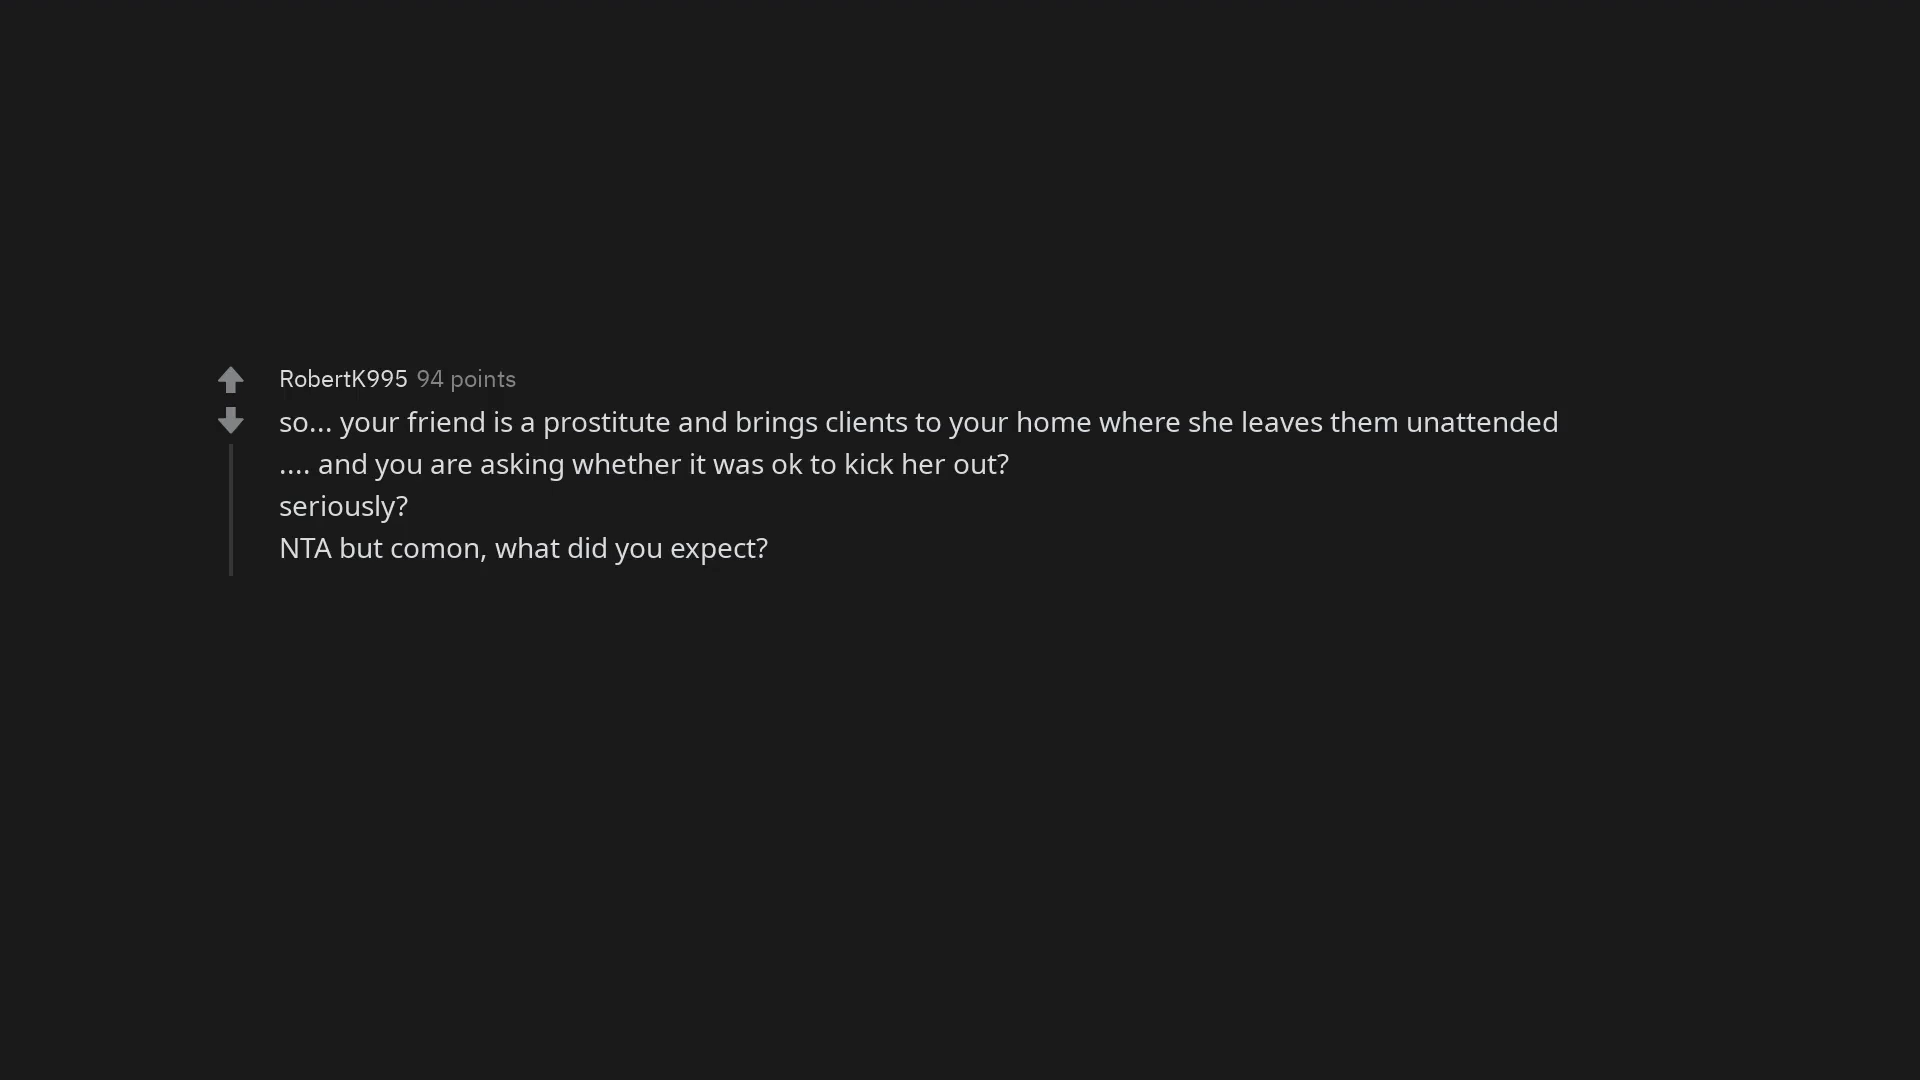 RobertK995 94 points
so... your friend is a prostitute and brings clients to your home where she leaves them unattended
.... and you are asking whether it was ok to kick her out?
seriously?
NTA but comon, what did you expect?